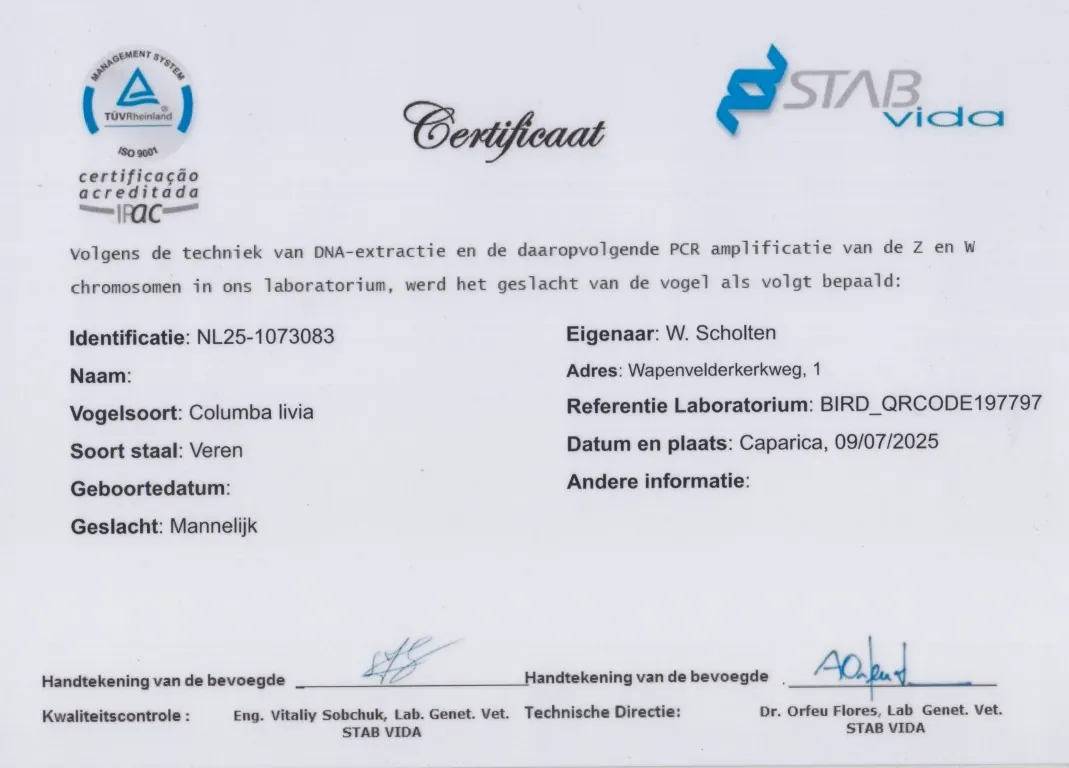 MANAGEMENT SYSTEM
TÜVRheinland®
ISO 9001
certificação
acreditada
IPAC
STAB
vida
Certificaat
Volgens de techniek van DNA-extractie en de daaropvolgende PCR amplificatie van de Z en W
chromosomen in ons laboratorium, werd het geslacht van de vogel als volgt bepaald:
Identificatie: NL25-1073083
Naam:
Vogelsoort: Columba livia
Soort staal: Veren
Geboortedatum:
Geslacht: Mannelijk
Eigenaar: W. Scholten
Adres: Wapenvelderkerkweg, 1
Referentie Laboratorium: BIRD_QRCODE197797
Datum en plaats: Caparica, 09/07/2025
Andere informatie:
Handtekening van de bevoegde
Kwaliteitscontrole :
Eng. Vitaliy Sobchuk, Lab. Genet. Vet.
STAB VIDA
Handtekening van de bevoegde
Technische Directie:
Dr. Orfeu Flores, Lab Genet. Vet.
STAB VIDA